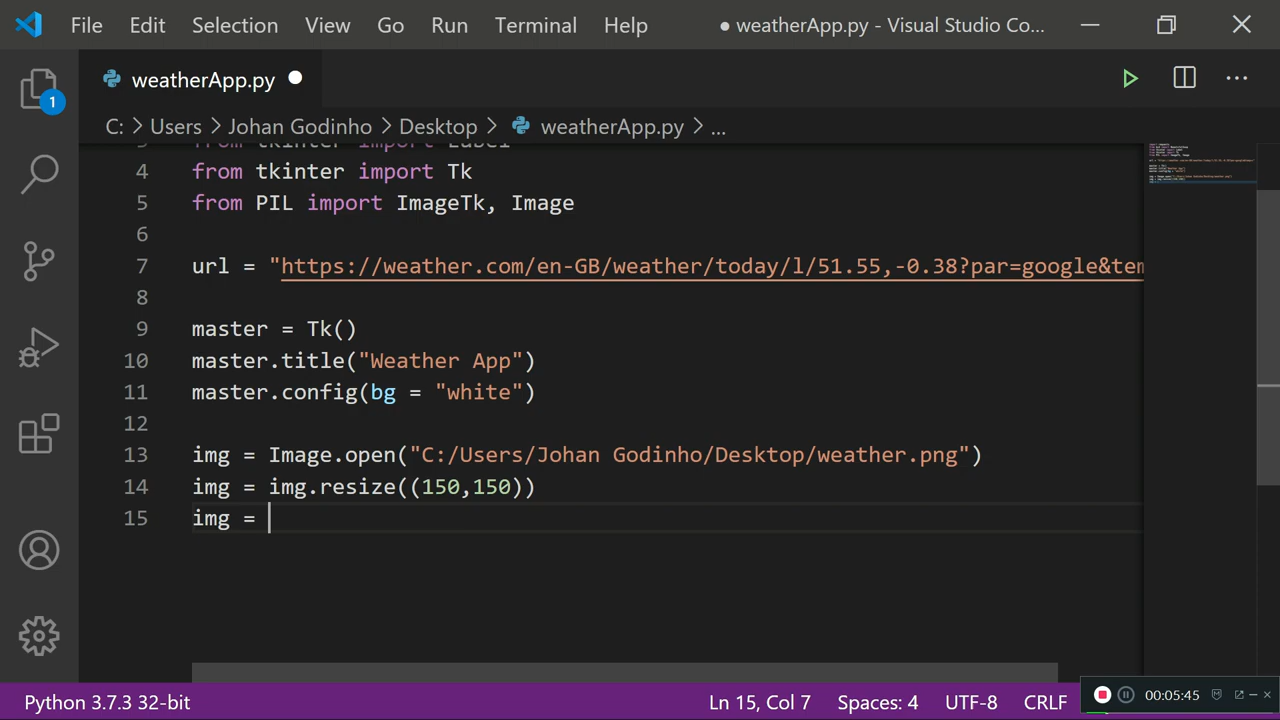 File Edit Selection View Go Run Terminal Help ● weatherApp.py - Visual Studio Co...
weatherApp.py
1
C: > Users > Johan Godinho > Desktop > weatherApp.py > ...
3 from tkinter import Label
4 from tkinter import Tk
5 from PIL import ImageTk, Image
6
7 url = "https://weather.com/en-GB/weather/today/l/51.55,-0.38?par=google&tem
8
9 master = Tk()
10 master.title("Weather App")
11 master.config(bg = "white")
12
13 img = Image.open("C:/Users/Johan Godinho/Desktop/weather.png")
14 img = img.resize((150,150))
15 img =
Python 3.7.3 32-bit Ln 15, Col 7 Spaces: 4 UTF-8 CRLF 00:05:45